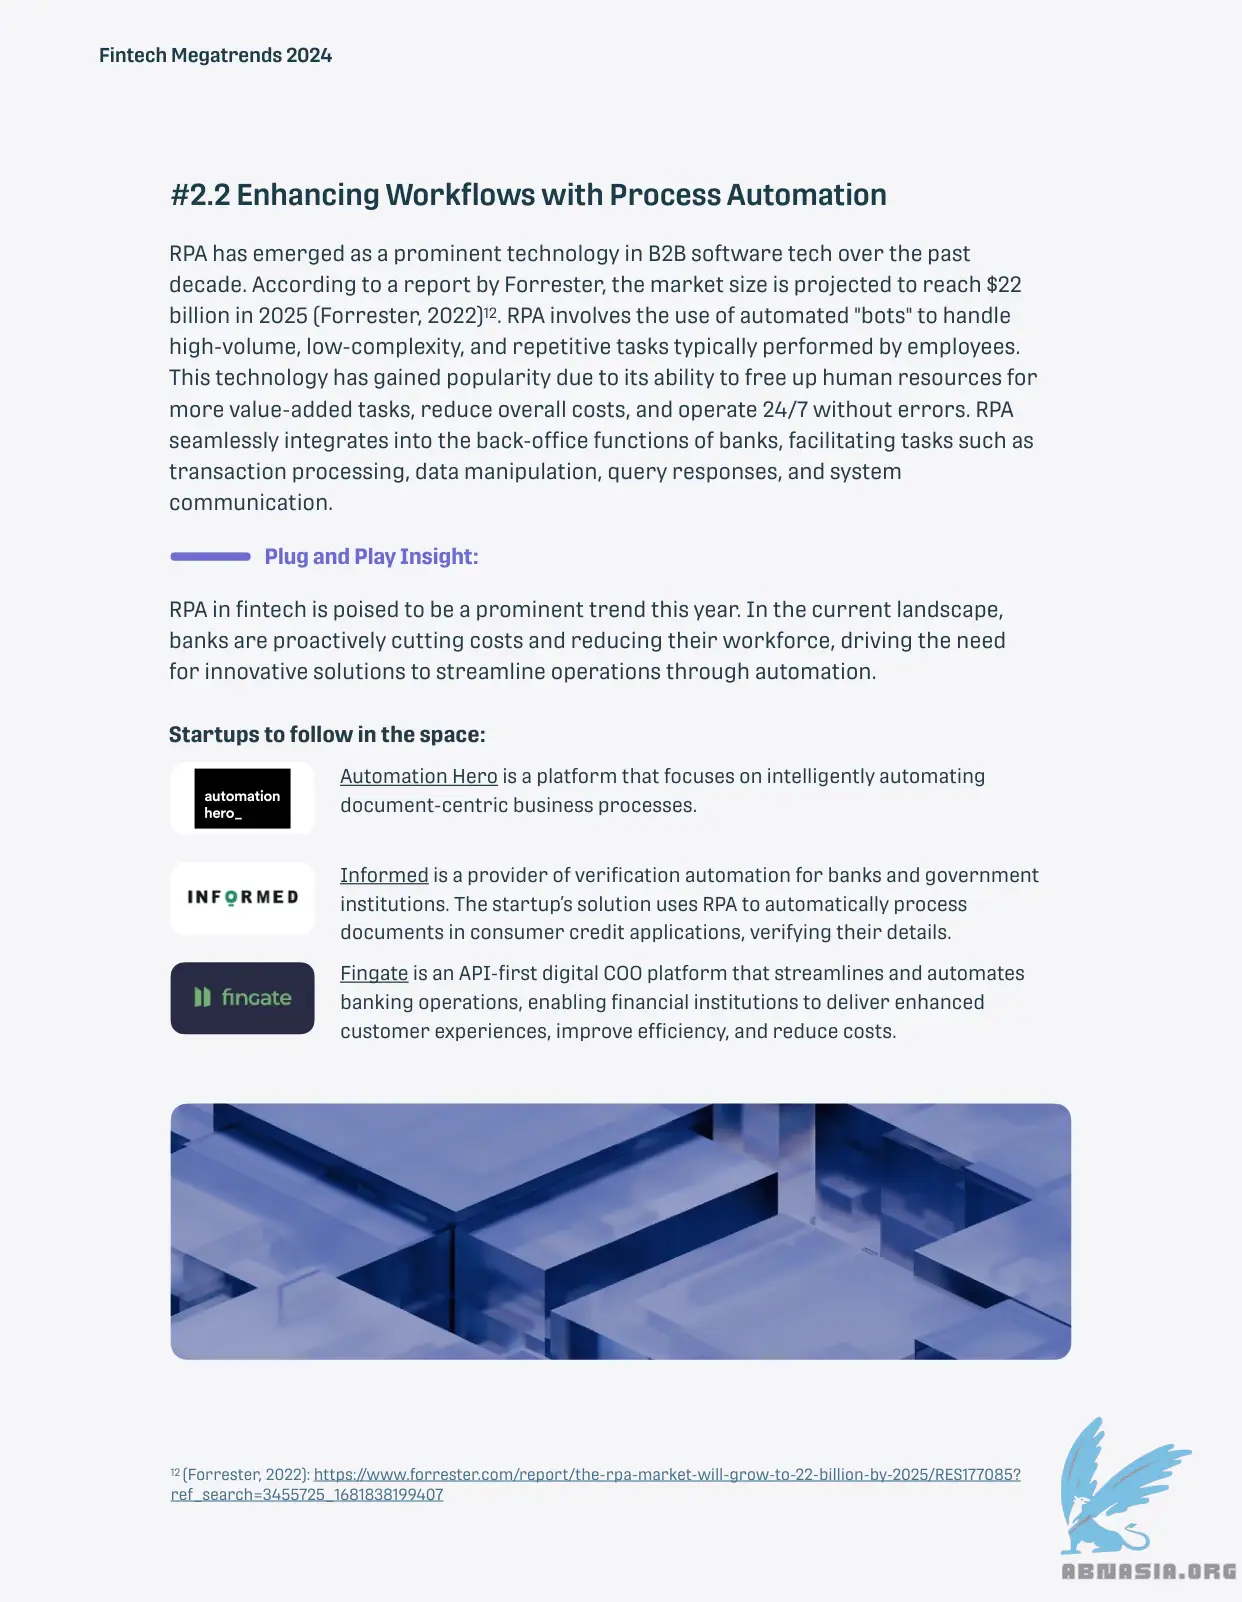 Fintech Megatrends 2024
#2.2 Enhancing Workflows with Process Automation
RPA has emerged as a prominent technology in B2B software tech over the past
decade. According to a report by Forrester, the market size is projected to reach $22
billion in 2025 (Forrester, 2022)¹². RPA involves the use of automated "bots" to handle
high-volume, low-complexity, and repetitive tasks typically performed by employees.
This technology has gained popularity due to its ability to free up human resources for
more value-added tasks, reduce overall costs, and operate 24/7 without errors. RPA
seamlessly integrates into the back-office functions of banks, facilitating tasks such as
transaction processing, data manipulation, query responses, and system
communication.
Plug and Play Insight:
RPA in fintech is poised to be a prominent trend this year. In the current landscape,
banks are proactively cutting costs and reducing their workforce, driving the need
for innovative solutions to streamline operations through automation.
Startups to follow in the space:
automation
hero_
Automation Hero is a platform that focuses on intelligently automating
document-centric business processes.
INFORMED
Informed is a provider of verification automation for banks and government
institutions. The startup's solution uses RPA to automatically process
documents in consumer credit applications, verifying their details.
fingate
Fingate is an API-first digital COO platform that streamlines and automates
banking operations, enabling financial institutions to deliver enhanced
customer experiences, improve efficiency, and reduce costs.
¹² (Forrester, 2022): https://www.forrester.com/report/the-rpa-market-will-grow-to-22-billion-by-2025/RES177085?
ref_search=3455725_1681838199407
ABNASIA.ORG